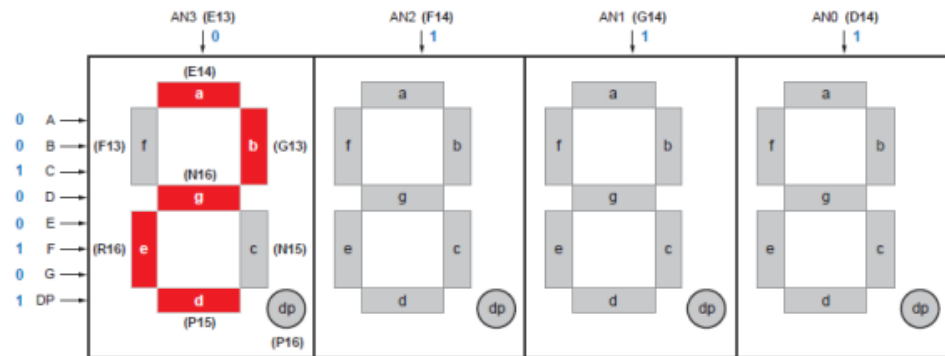 AN3 (E13) AN2 (F14) AN1 (G14) AN0 (D14)
0 1 1 1
(E14)
a a a a
0 A
0 B (F13) f b (G13) f b f b f b
1 C
(N16)
0 D g g g g
0 E
1 F (R16) e c (N15) e c e c e c
0 G
1 DP d dp d dp d dp d dp
(P15)
(P16)